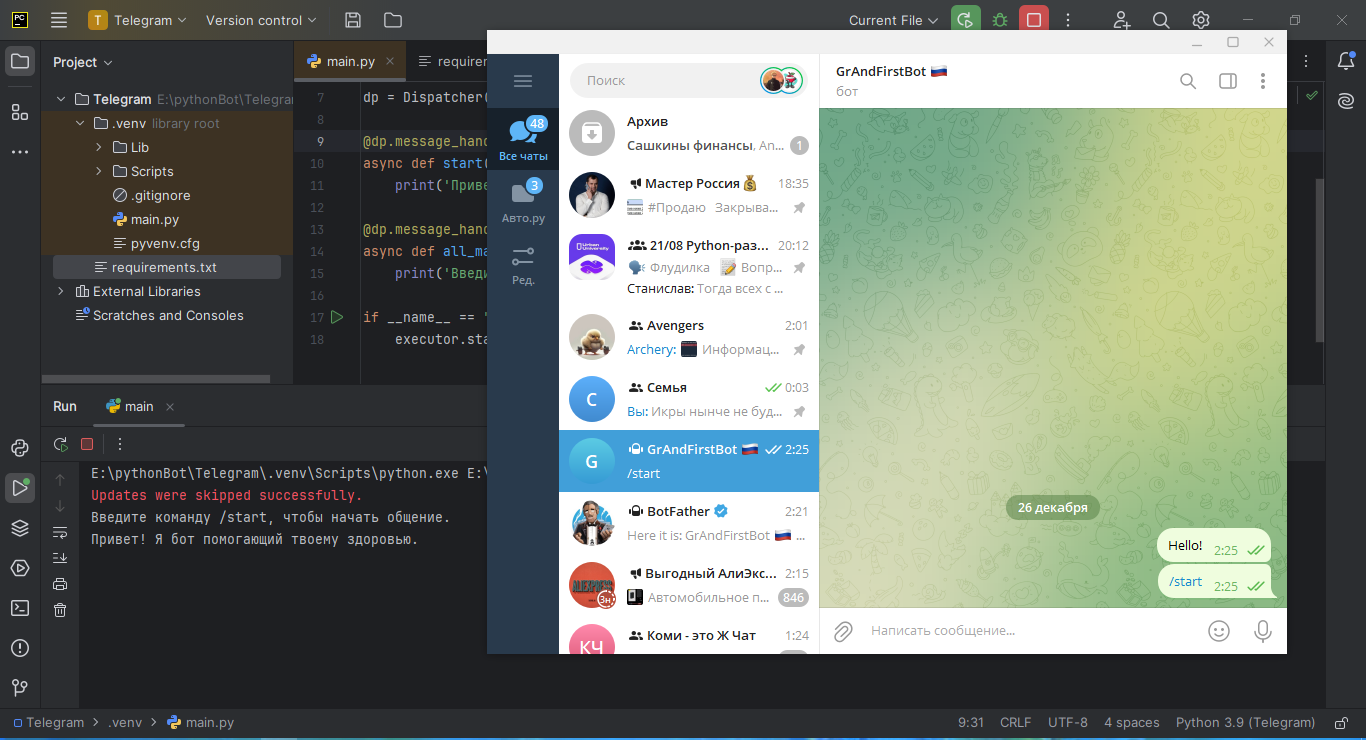 PC
T Telegram Version control Current File
Project
main.py
requirem
Telegram E:\pythonBot\Telegram
.venv library root
Lib
Scripts
.gitignore
main.py
pyvenv.cfg
requirements.txt
External Libraries
Scratches and Consoles
7 dp = Dispatcher(
8
9 @dp.message_hand
10 async def start(
11 print('Приве
12
13 @dp.message_hand
14 async def all_ma
15 print('Введи
16
17 if __name__ == '
18 executor.sta
Run main
E:\pythonBot\Telegram\.venv\Scripts\python.exe E:\
Updates were skipped successfully.
Введите команду /start, чтобы начать общение.
Привет! Я бот помогающий твоему здоровью.
Telegram > .venv > main.py
9:31 CRLF UTF-8 4 spaces Python 3.9 (Telegram)
48
Все чаты
3
Авто.ру
Ред.
Поиск
Архив
Сашкины финансы, An... 1
Мастер Россия 18:35
#Продаю Закрыва...
Urban University
21/08 Python-раз... 20:12
Флудилка Вопр...
Станислав: Тогда всех с ...
Avengers 2:01
Archery: Информац...
С
Семья 0:03
Вы: Икры нынче не буд...
G
GrAndFirstBot 2:25
/start
BotFather 2:21
Here it is: GrAndFirstBot ...
ALIEXPRESS
Выгодный АлиЭкс... 2:15
3н
Автомобильное п... 846
КЧ
Коми - это Ж Чат 1:24
GrAndFirstBot
бот
26 декабря
Hello! 2:25
/start 2:25
Написать сообщение...